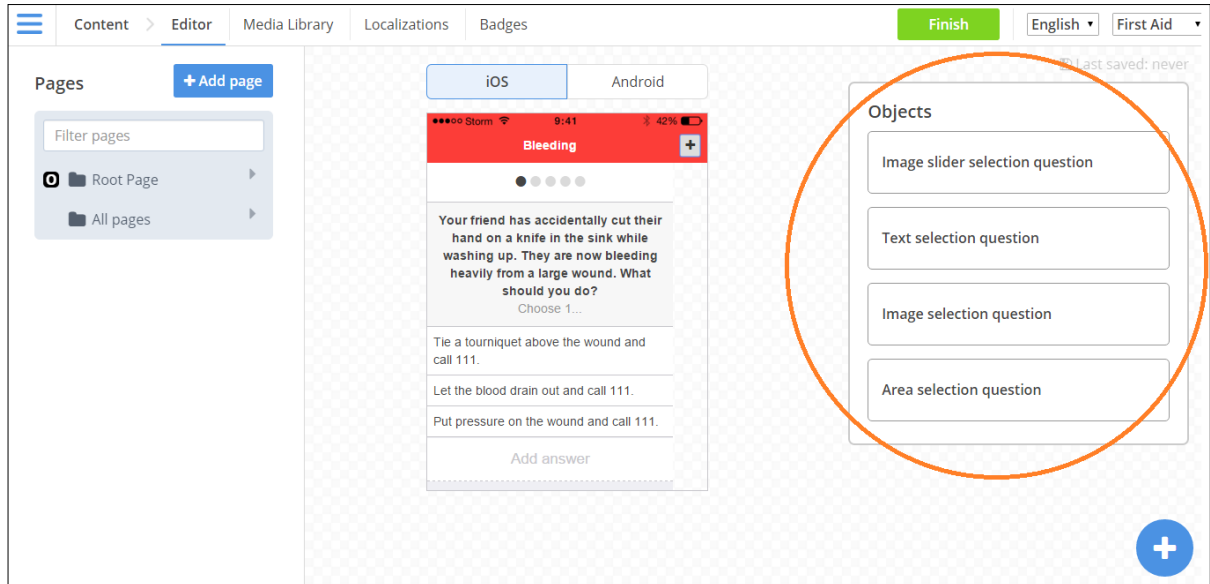 Content
Editor
Media Library
Localizations
Badges
Finish
English
First Aid
Last saved: never
Pages
+ Add page
Filter pages
Root Page
All pages
iOS
Android
Storm
9:41
42%
Bleeding
+
Your friend has accidentally cut their
hand on a knife in the sink while
washing up. They are now bleeding
heavily from a large wound. What
should you do?
Choose 1...
Tie a tourniquet above the wound and
call 111.
Let the blood drain out and call 111.
Put pressure on the wound and call 111.
Add answer
Objects
Image slider selection question
Text selection question
Image selection question
Area selection question
+